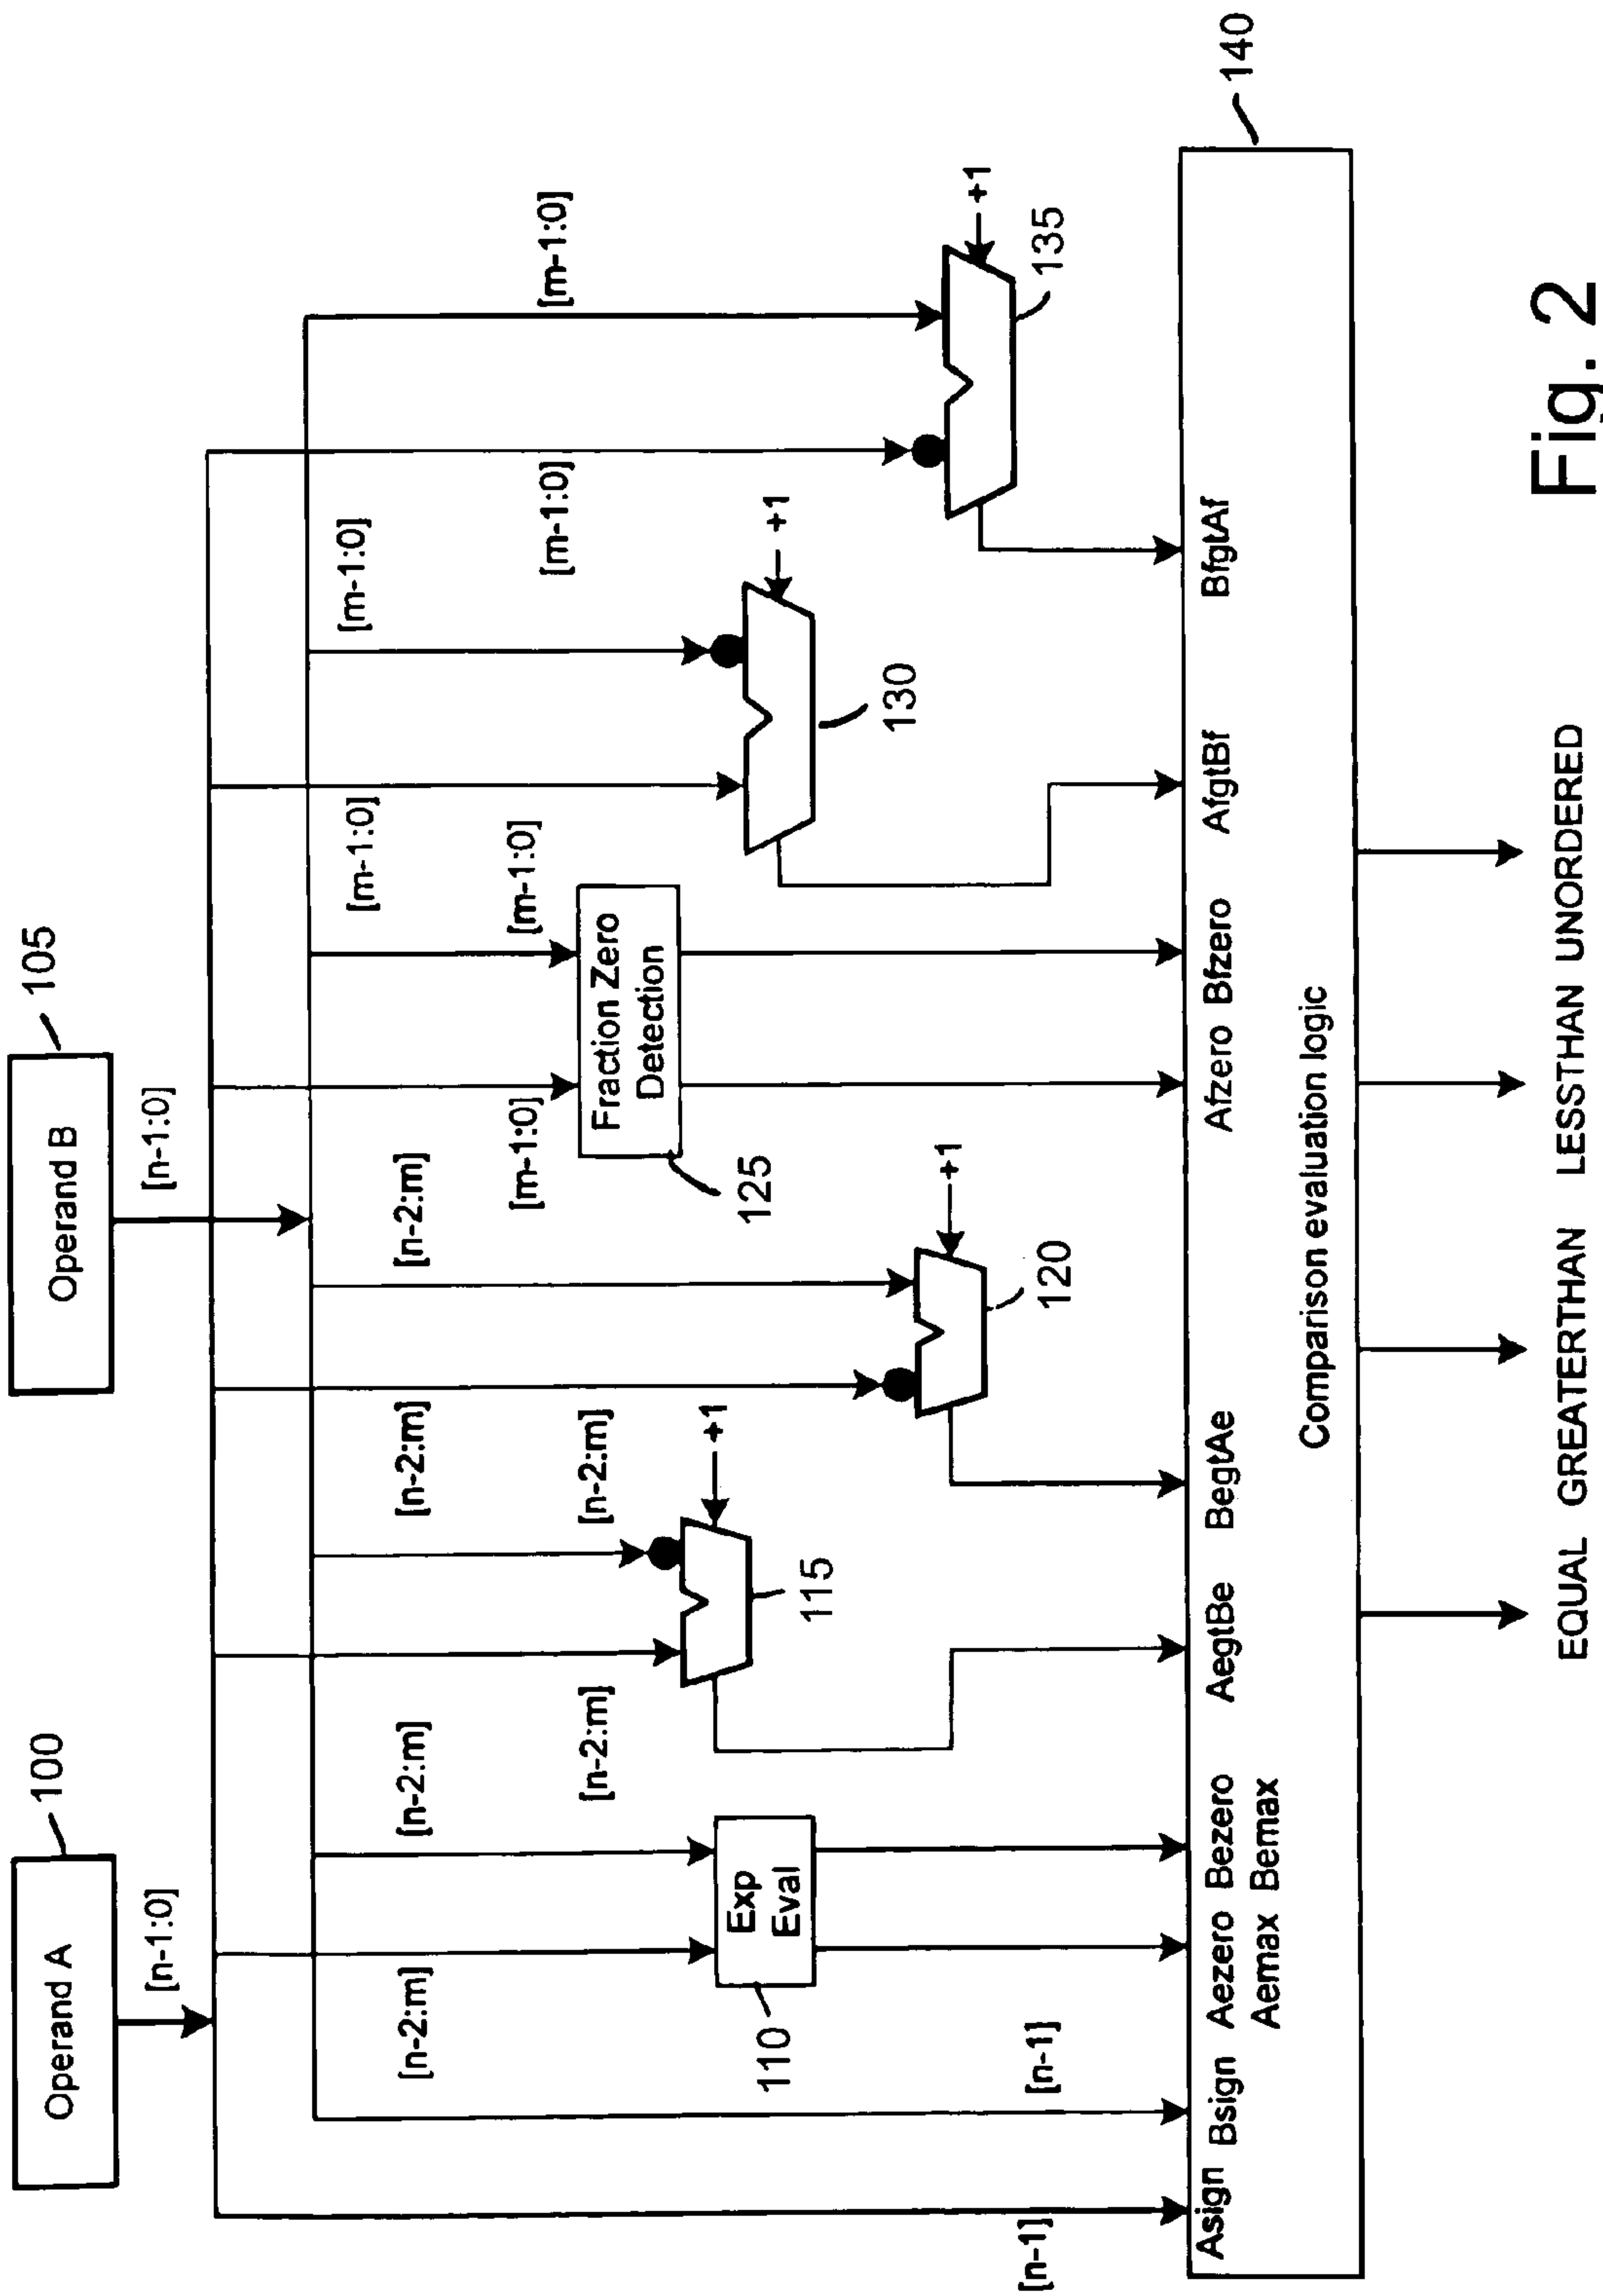 Operand A
100
Operand B
105
[n-1:0]
[n-1:0]
[n-2:m]
[n-2:m]
[n-2:m]
[n-2:m]
[n-2:m]
[n-2:m]
[n-2:m]
[n-2:m]
[m-1:0]
[m-1:0]
[m-1:0]
[m-1:0]
[m-1:0]
[m-1:0]
Exp
Eval
110
+1
115
+1
120
Fraction Zero
Detection
125
+1
130
+1
135
[n-1]
[n-1]
Asign Bsign Aezero Bezero AegtBe BegtAe Afzero Bfzero AfgtBf BfgtAf
Aemax Bemax
Comparison evaluation logic
140
EQUAL GREATERTHAN LESSTHAN UNORDERED
Fig. 2